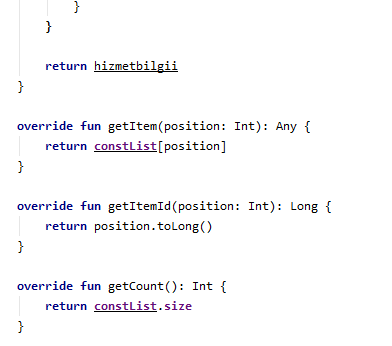 }
}
return hizmetbilgii
}
override fun getItem(position: Int): Any {
return constList[position]
}
override fun getItemId(position: Int): Long {
return position.toLong()
}
override fun getCount(): Int {
return constList.size
}